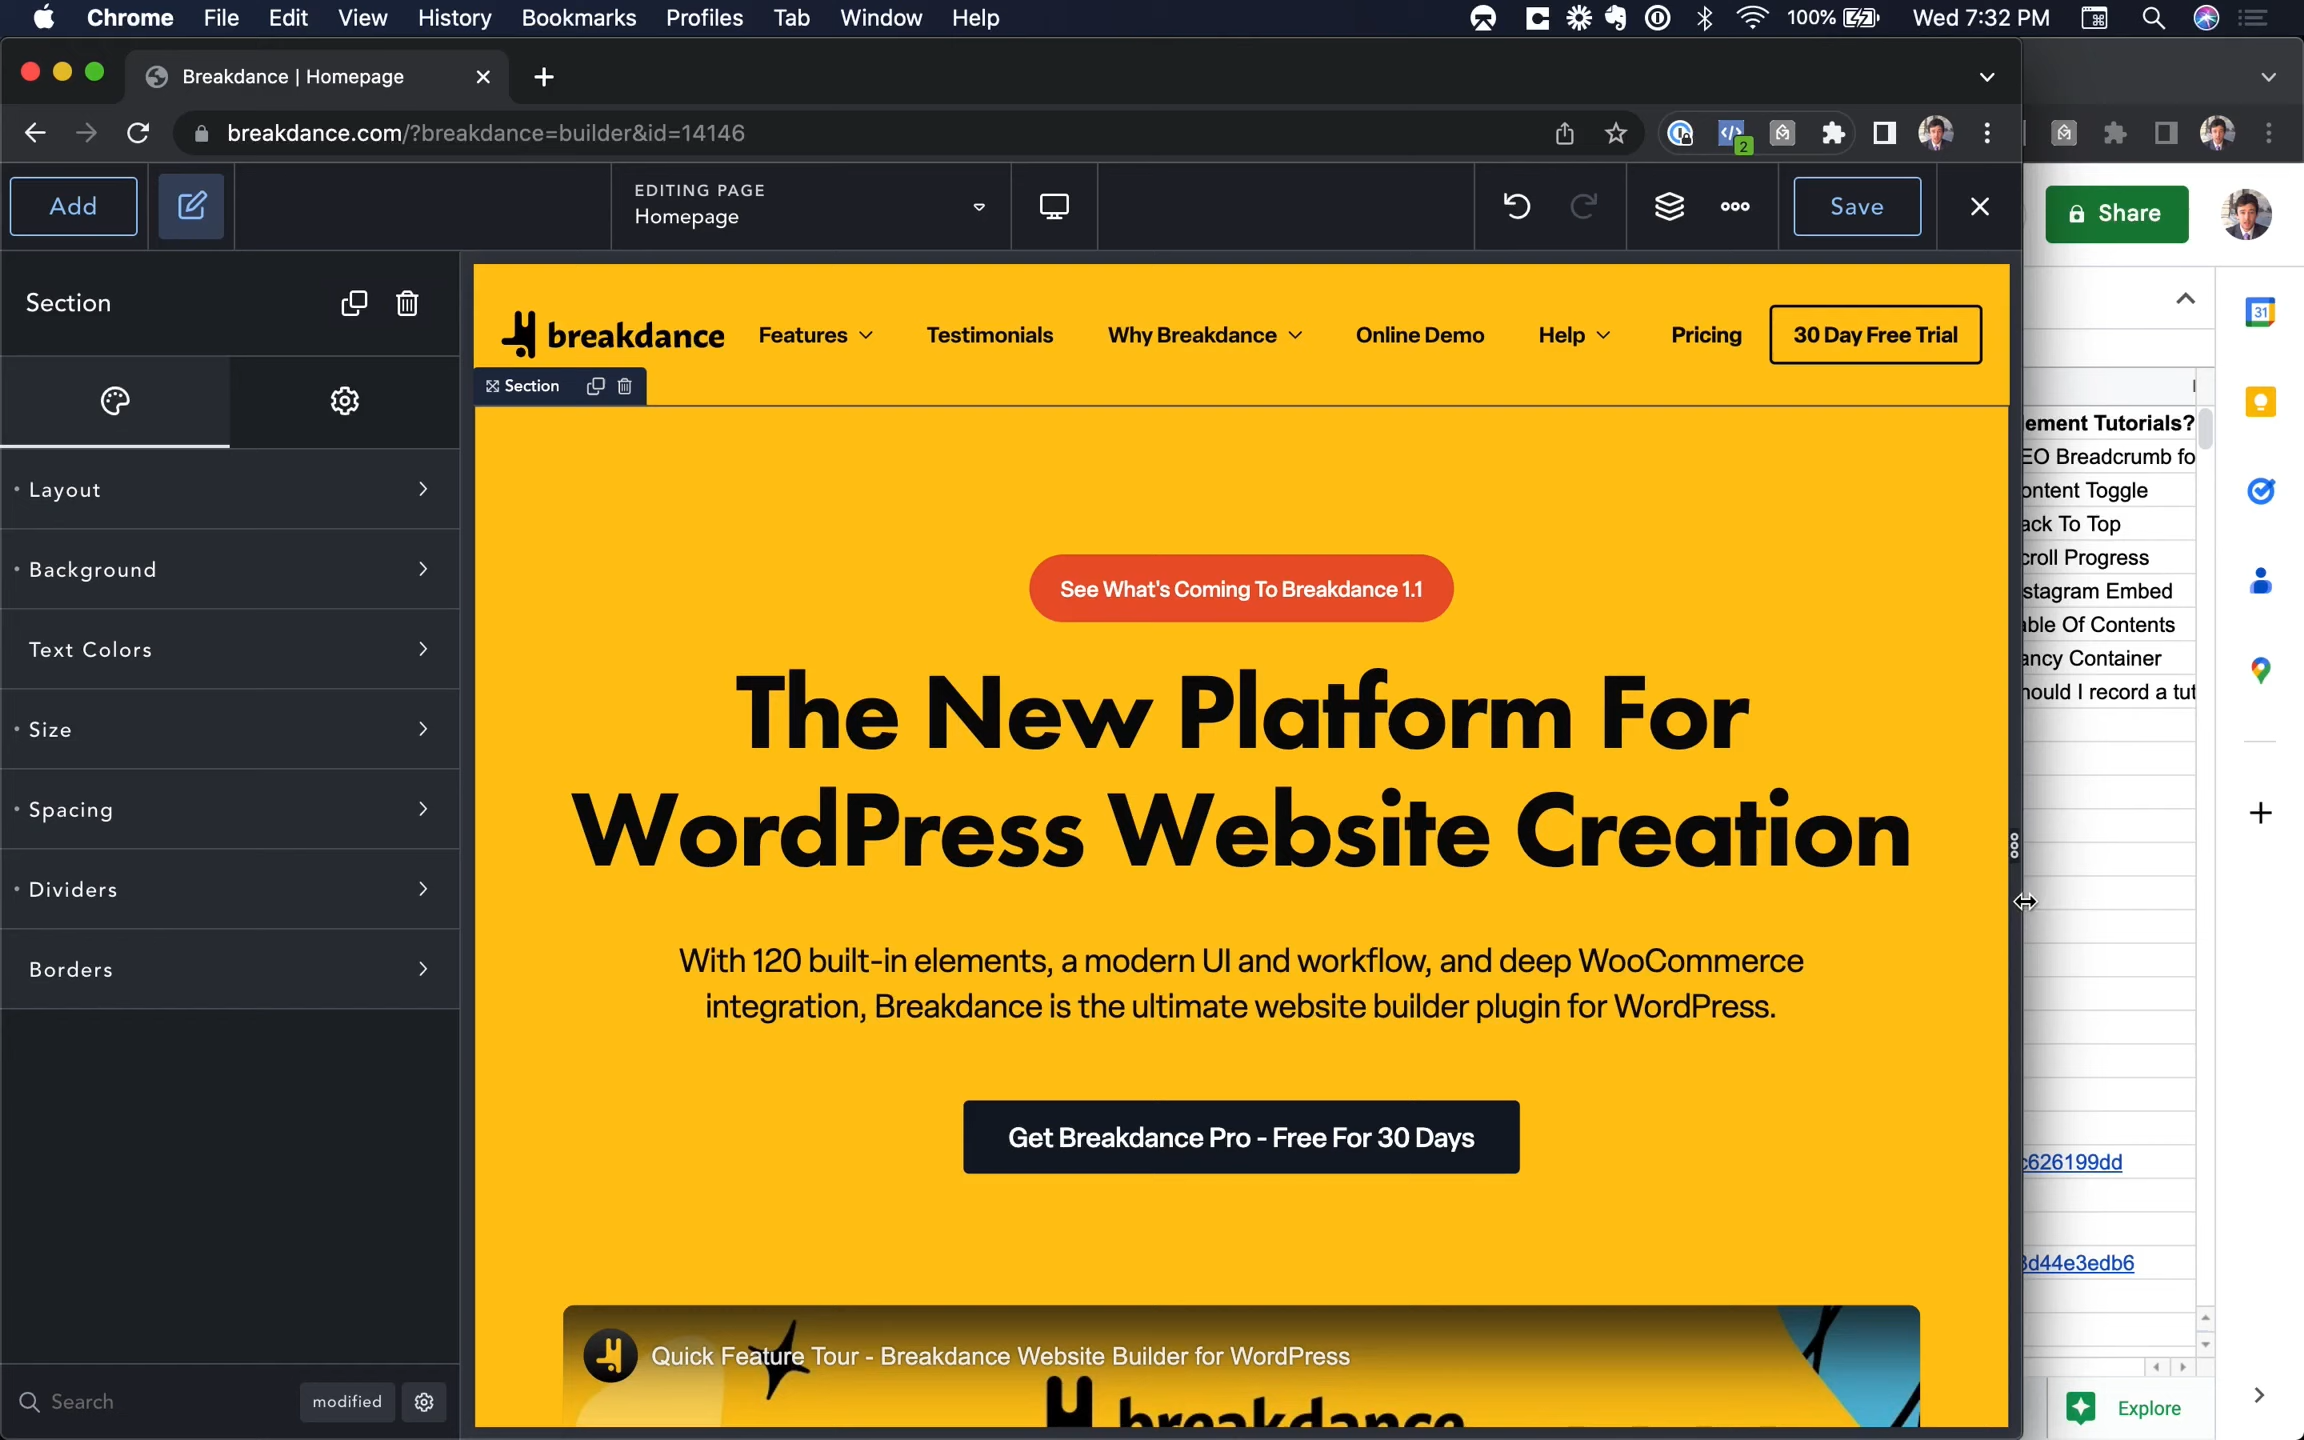 Chrome File Edit View History Bookmarks Profiles Tab Window Help 100% Wed 7:32 PM
Breakdance | Homepage
breakdance.com/?breakdance=builder&id=14146
2
Add
EDITING PAGE
Homepage
Save
Share
Section
breakdance Features Testimonials Why Breakdance Online Demo Help Pricing 30 Day Free Trial
Section
Layout
Background
Text Colors
Size
Spacing
Dividers
Borders
Search
modified
See What's Coming To Breakdance 1.1
The New Platform For
WordPress Website Creation
With 120 built-in elements, a modern UI and workflow, and deep WooCommerce
integration, Breakdance is the ultimate website builder plugin for WordPress.
Get Breakdance Pro - Free For 30 Days
Quick Feature Tour - Breakdance Website Builder for WordPress
breakdance
31
ement Tutorials?
EO Breadcrumb fo
ontent Toggle
ack To Top
croll Progress
stagram Embed
able Of Contents
ancy Container
hould I record a tut
c626199dd
3d44e3edb6
Explore